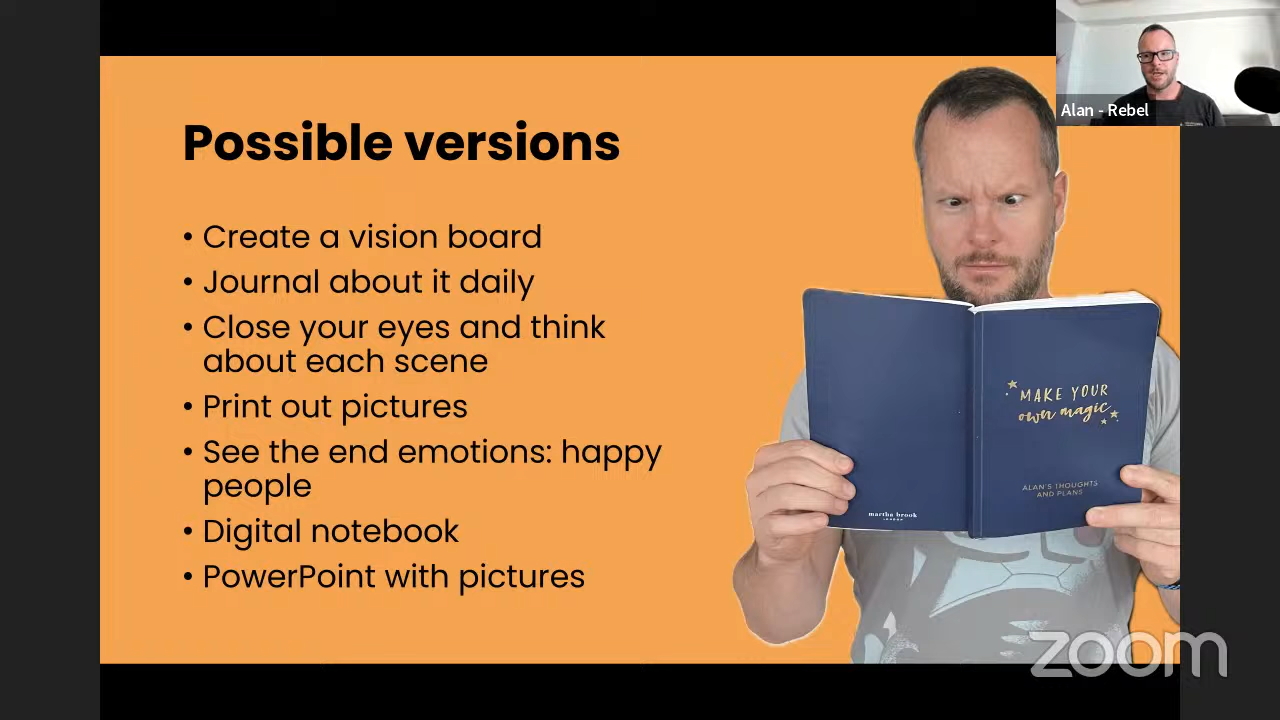 Alan - Rebel
Possible versions
• Create a vision board
• Journal about it daily
• Close your eyes and think
about each scene
• Print out pictures
• See the end emotions: happy
people
• Digital notebook
• PowerPoint with pictures
MAKE YOUR
own magic
ALAN'S THOUGHTS
AND PLANS
martha brook
LONDON
zoom